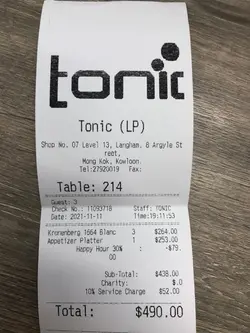 tonic
Tonic (LP)
Shop No. 07 Level 13, Langham, 8 Argyle St
reet,
Mong Kok, Kowloon.
Tel:27920019 Fax:
Table: 214
Guest: 3
Check No.: 11093718 Staff: TONIC
Date: 2021-11-11 Time:19:11:53
Kronenberg 1664 Blanc 3 $264.00
Appetizer Platter 1 $253.00
Happy Hour 30% : -$79.
00
Sub-Total: $438.00
Charity: $.0
10% Service Charge $52.00
Total: $490.00